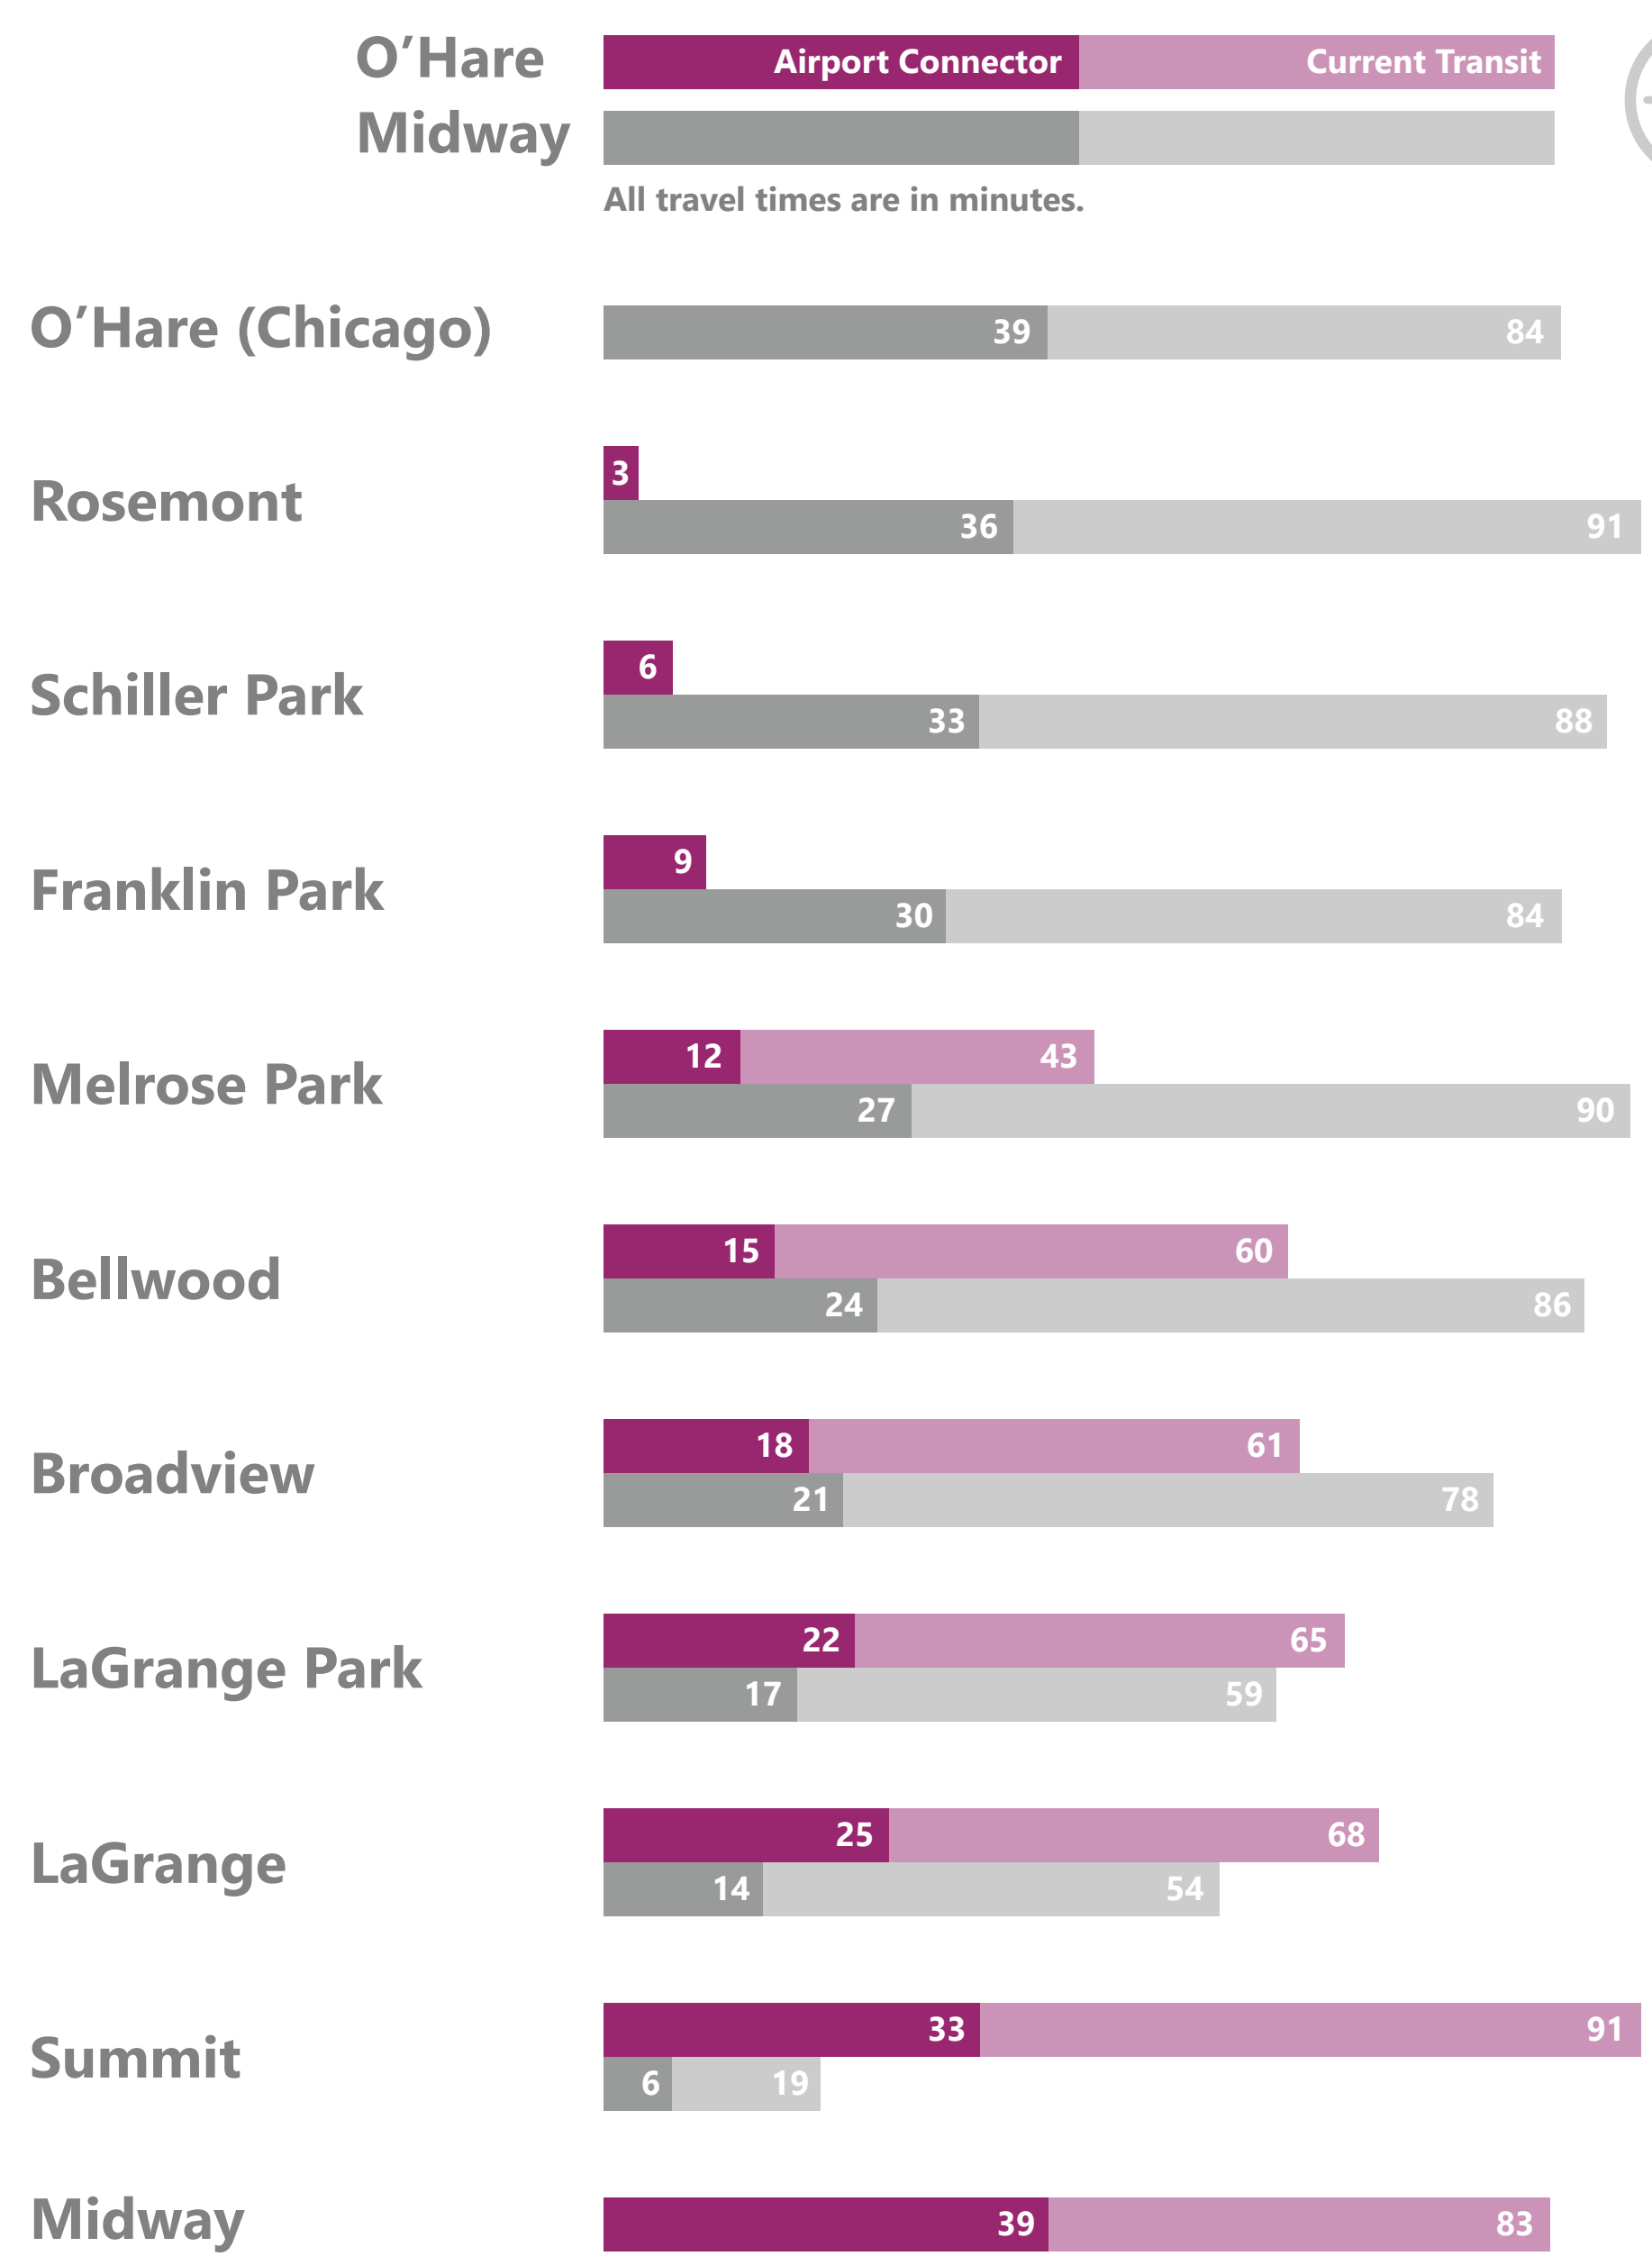 O’Hare Airport Connector Current Transit
Midway
All travel times are in minutes.
O’Hare (Chicago) 39 84
Rosemont
3
36 91
Schiller Park
6
33 88
Franklin Park
9
30 84
Melrose Park
12 43
27 90
Bellwood
15 60
24 86
Broadview
18 61
21 78
LaGrange Park
22 65
17 59
LaGrange
25 68
14 54
Summit
33 91
6 19
Midway 39 83